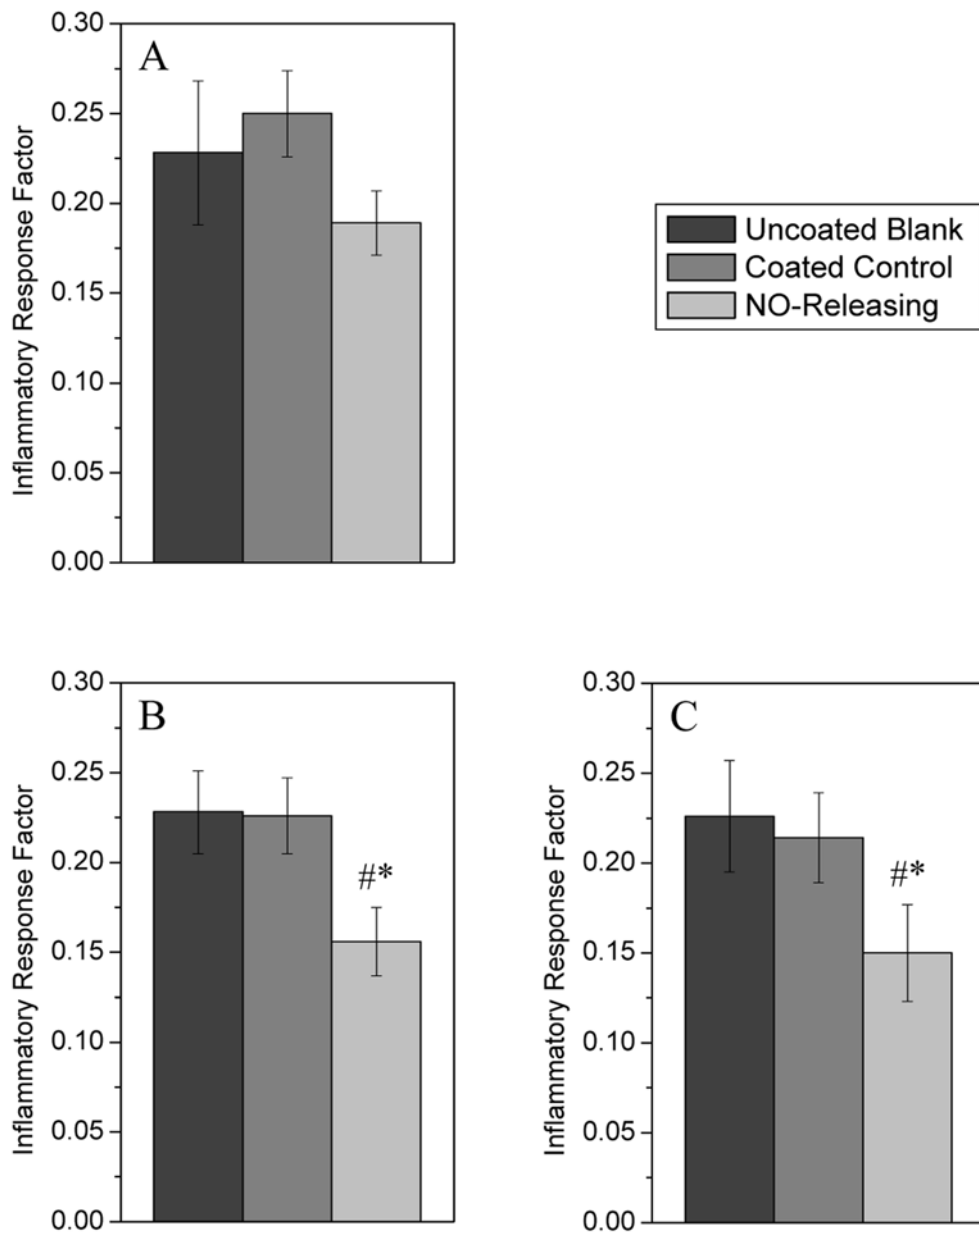 A
Inflammatory Response Factor
0.30
0.25
0.20
0.15
0.10
0.05
0.00
Uncoated Blank
Coated Control
NO-Releasing
B
Inflammatory Response Factor
0.30
0.25
0.20
0.15
0.10
0.05
0.00
#*
C
Inflammatory Response Factor
0.30
0.25
0.20
0.15
0.10
0.05
0.00
#*